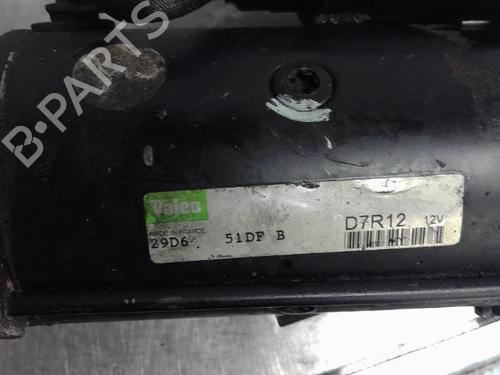 B-PARTS
Valeo
MADE IN FRANCE
29D6 51DF B
D7R12 12V